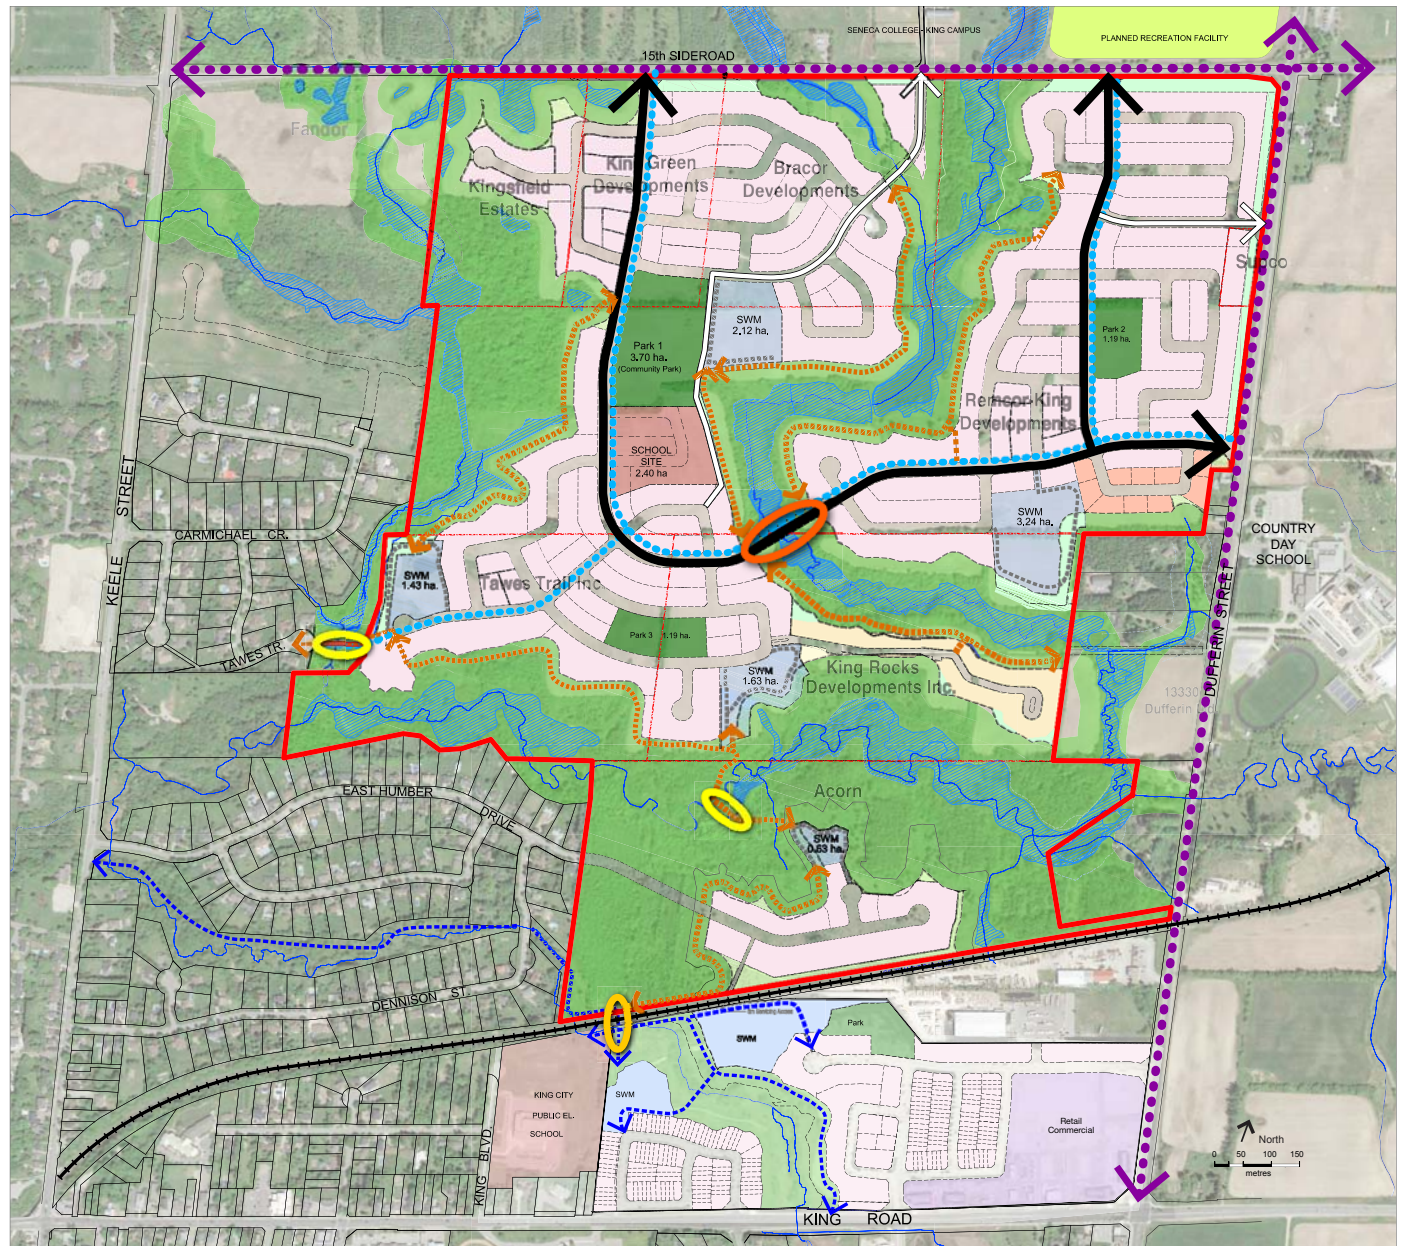 SENECA COLLEGE - KING CAMPUS
PLANNED RECREATION FACILITY
15th SIDEROAD
Fandor
King Green
Developments
Bracor
Developments
Kingsfield
Estates
Subco
SWM
2.12 ha.
Park 1
3.70 ha.
(Community Park)
Park 2
1.19 ha.
Remcor-King
Developments
SCHOOL
SITE
2.40 ha
SWM
3.24 ha.
COUNTRY
DAY
SCHOOL
KEELE STREET
CARMICHAEL CR.
SWM
1.43 ha.
Tawes Trail Inc.
TAWES TR.
Park 3 1.19 ha.
SWM
1.63 ha.
King Rocks
Developments Inc.
DUFFERIN STREET
Acorn
EAST HUMBER DRIVE
SWM
0.63 ha.
DENNISON ST.
SWM
Park
KING CITY
PUBLIC EL.
SCHOOL
SWM
Retail
Commercial
KING BLVD.
North
0 50 100 150
metres
KING ROAD